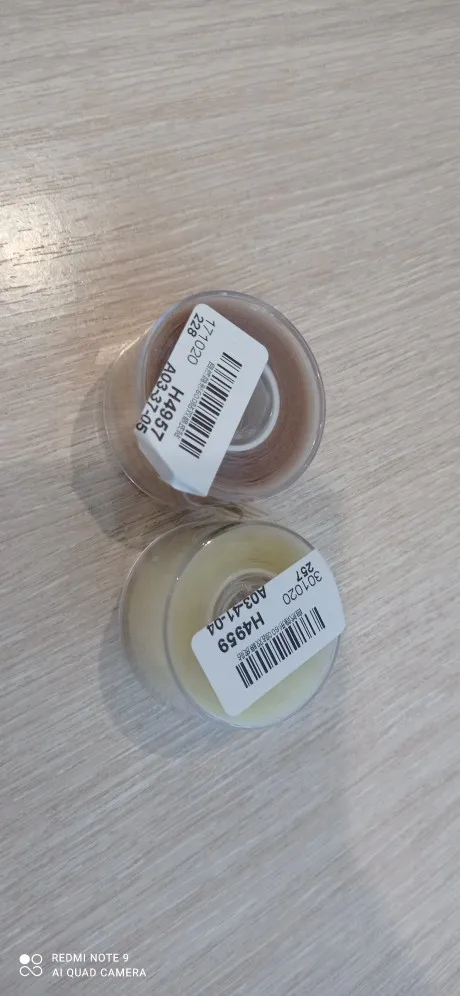 171020
228
H4957
A03-37-05
301020
257
H4959
A03-41-04
REDMI NOTE 9
AI QUAD CAMERA